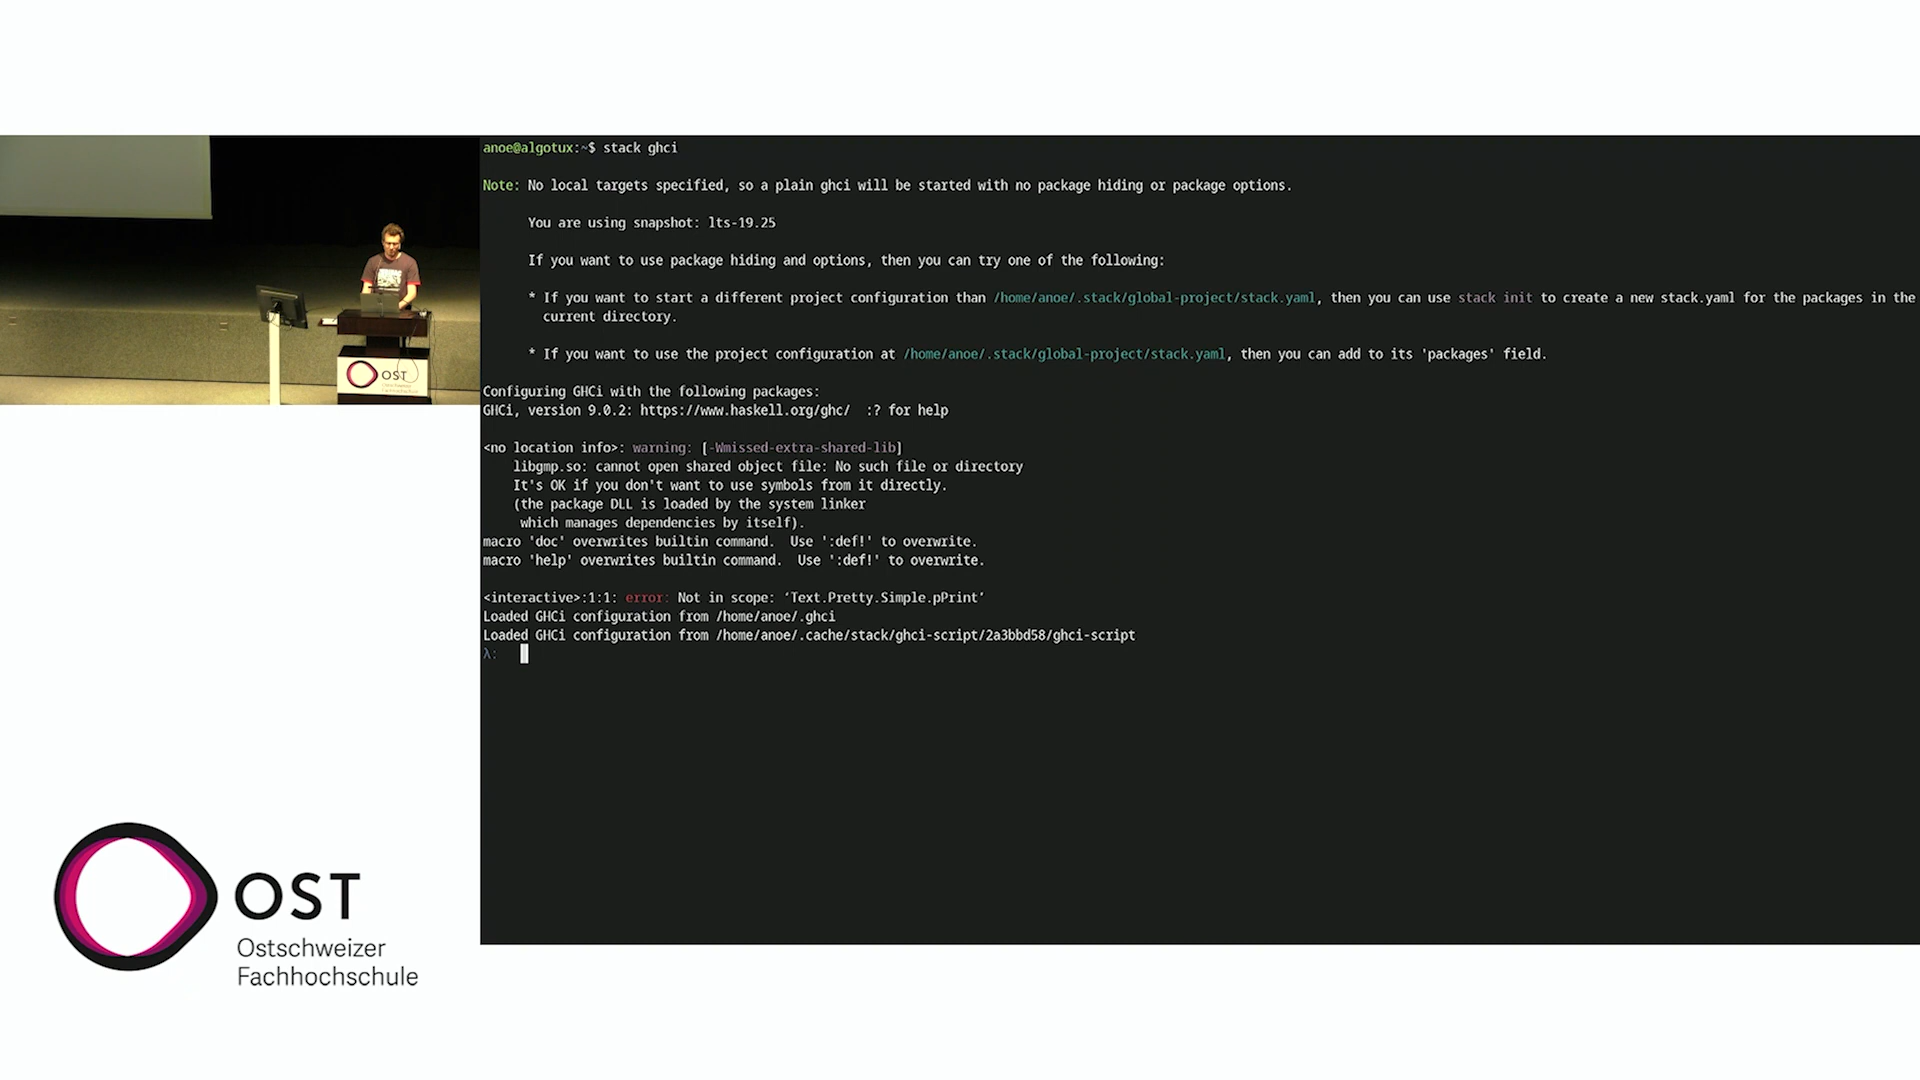 anoe@algotux:~$ stack ghci
Note: No local targets specified, so a plain ghci will be started with no package hiding or package options.
You are using snapshot: lts-19.25
If you want to use package hiding and options, then you can try one of the following:
* If you want to start a different project configuration than /home/anoe/.stack/global-project/stack.yaml, then you can use stack init to create a new stack.yaml for the packages in the
current directory.
* If you want to use the project configuration at /home/anoe/.stack/global-project/stack.yaml, then you can add to its 'packages' field.
Configuring GHCi with the following packages:
GHCi, version 9.0.2: https://www.haskell.org/ghc/  :? for help
<no location info>: warning: [-Wmissed-extra-shared-lib]
libgmp.so: cannot open shared object file: No such file or directory
It's OK if you don't want to use symbols from it directly.
(the package DLL is loaded by the system linker
which manages dependencies by itself).
macro 'doc' overwrites builtin command.  Use ':def!' to overwrite.
macro 'help' overwrites builtin command.  Use ':def!' to overwrite.
<interactive>:1:1: error: Not in scope: ‘Text.Pretty.Simple.pPrint’
Loaded GHCi configuration from /home/anoe/.ghci
Loaded GHCi configuration from /home/anoe/.cache/stack/ghci-script/2a3bbd58/ghci-script
λ:
OST
OST
Ostschweizer
Fachhochschule